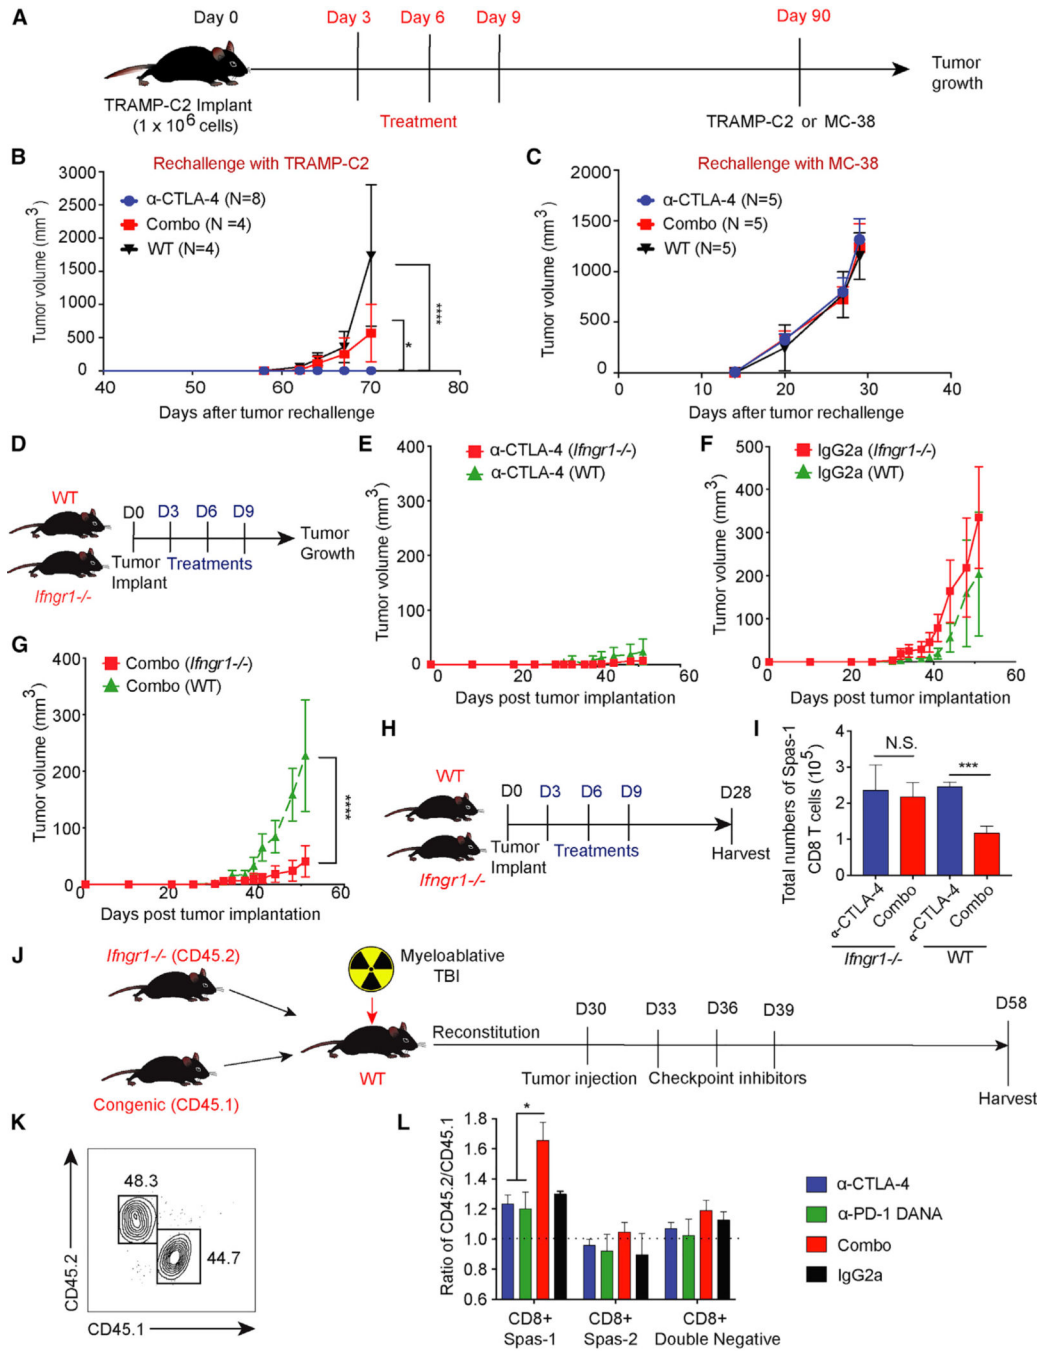 A
Day 0
Day 3
Day 6
Day 9
Day 90
TRAMP-C2 Implant
(1 x 10⁶ cells)
Treatment
TRAMP-C2 or MC-38
Tumor
growth
B
Rechallenge with TRAMP-C2
α-CTLA-4 (N=8)
Combo (N =4)
WT (N=4)
Tumor volume (mm³)
3000
2500
2000
1500
1000
500
0
****
*
40
60
70
80
Days after tumor rechallenge
C
Rechallenge with MC-38
α-CTLA-4 (N=5)
Combo (N =5)
WT (N=5)
Tumor volume (mm³)
2000
1500
1000
500
0
0
10
20
30
40
Days after tumor rechallenge
D
WT
Ifngr1-/-
D0
D3
D6
D9
Tumor
Implant
Treatments
Tumor
Growth
E
α-CTLA-4 (Ifngr1-/-)
α-CTLA-4 (WT)
Tumor volume (mm³)
400
300
200
100
0
0
20
40
60
Days post tumor implantation
F
IgG2a (Ifngr1-/-)
IgG2a (WT)
Tumor volume (mm³)
500
400
300
200
100
0
0
20
40
60
Days post tumor implantation
G
Combo (Ifngr1-/-)
Combo (WT)
Tumor volume (mm³)
400
300
200
100
0
****
0
20
40
60
Days post tumor implantation
H
WT
Ifngr1-/-
D0
D3
D6
D9
D28
Tumor
Implant
Treatments
Harvest
I
Total numbers of Spas-1
CD8 T cells (10⁵)
4
3
2
1
0
N.S.
***
α-CTLA-4
Combo
α-CTLA-4
Combo
Ifngr1-/-
WT
J
Ifngr1-/- (CD45.2)
Congenic (CD45.1)
Myeloablative
TBI
WT
Reconstitution
D30
D33
D36
D39
D58
Tumor injection
Checkpoint inhibitors
Harvest
K
48.3
44.7
CD45.2
CD45.1
L
Ratio of CD45.2/CD45.1
1.8
1.6
1.4
1.2
1.0
0.8
0.6
*
CD8+
Spas-1
CD8+
Spas-2
CD8+
Double Negative
α-CTLA-4
α-PD-1 DANA
Combo
IgG2a